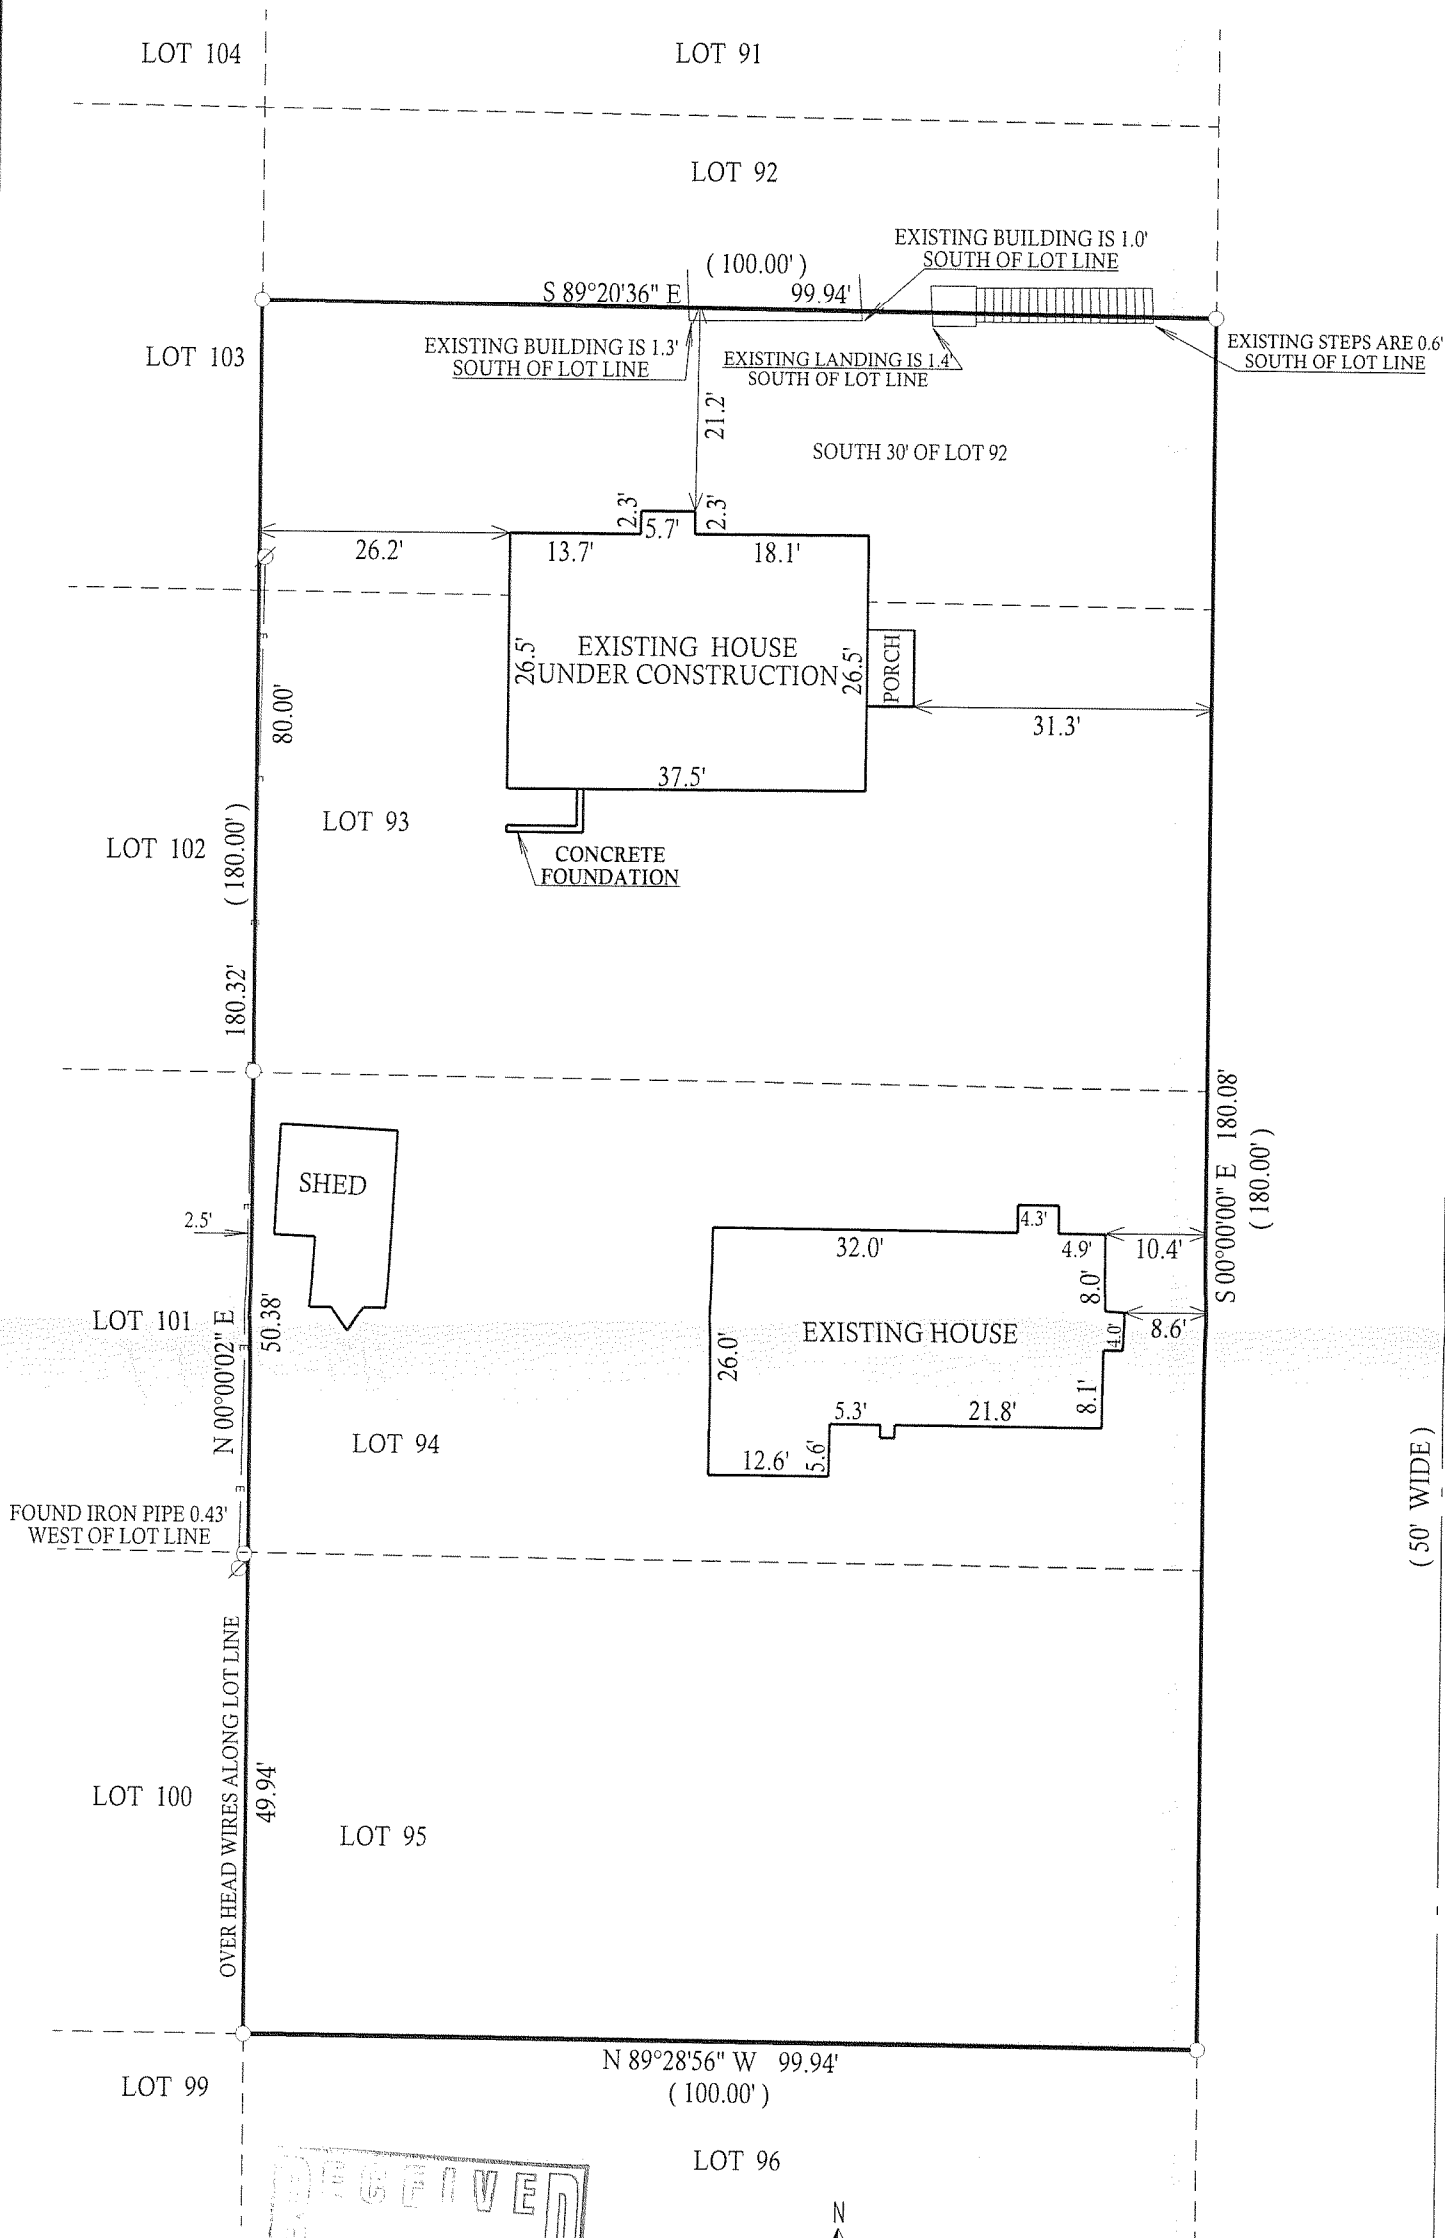 LOT 104
LOT 91
LOT 92
EXISTING BUILDING IS 1.0'
SOUTH OF LOT LINE
( 100.00' )
S 89°20'36" E
99.94'
LOT 103
EXISTING BUILDING IS 1.3'
SOUTH OF LOT LINE
EXISTING LANDING IS 1.4'
SOUTH OF LOT LINE
EXISTING STEPS ARE 0.6'
SOUTH OF LOT LINE
21.2'
SOUTH 30' OF LOT 92
2.3'
5.7'
2.3'
26.2'
13.7'
18.1'
EXISTING HOUSE
UNDER CONSTRUCTION
26.5'
26.5'
PORCH
31.3'
80.00'
37.5'
LOT 93
LOT 102
( 180.00' )
CONCRETE
FOUNDATION
180.32'
S 00°00'00" E 180.08'
( 180.00' )
SHED
2.5'
4.3'
32.0'
4.9'
10.4'
8.0'
LOT 101
50.38'
N 00°00'02" E
EXISTING HOUSE
4.0'
8.6'
26.0'
8.1'
5.3'
21.8'
LOT 94
12.6'
5.6'
( 50' WIDE )
FOUND IRON PIPE 0.43'
WEST OF LOT LINE
OVER HEAD WIRES ALONG LOT LINE
49.94'
LOT 100
LOT 95
N 89°28'56" W 99.94'
( 100.00' )
LOT 99
LOT 96
RECEIVED
N